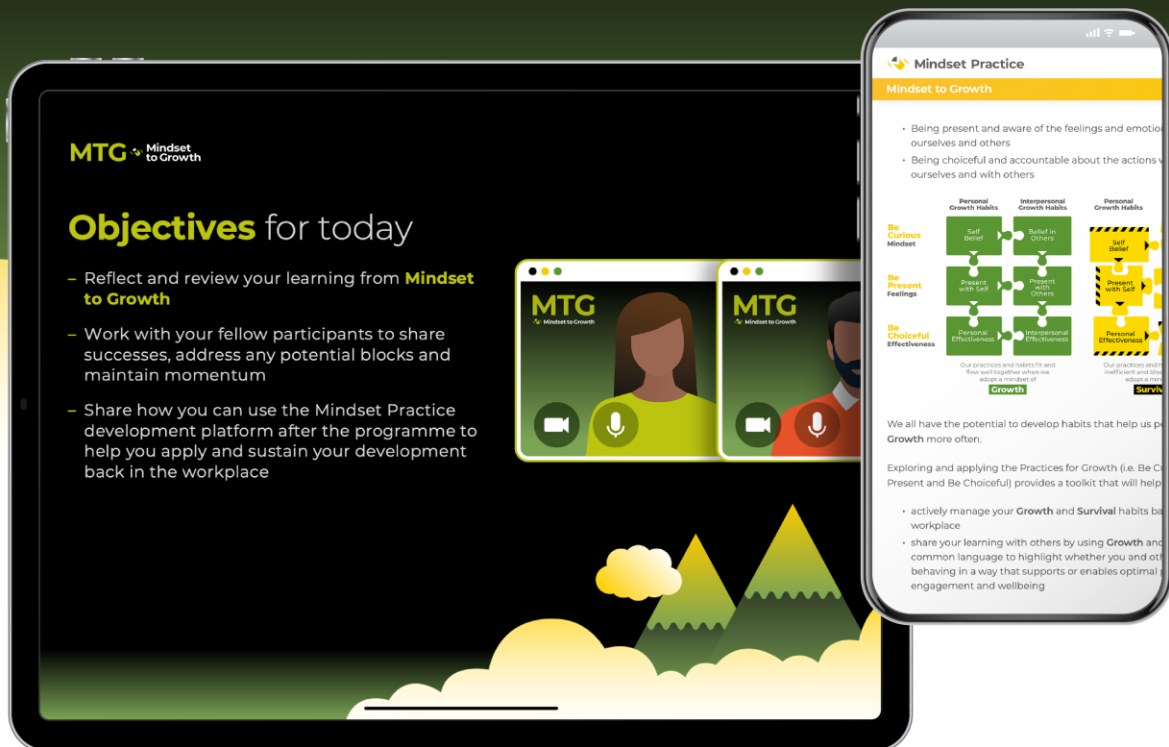 MTG Mindset
to Growth
Objectives for today
– Reflect and review your learning from Mindset
to Growth
– Work with your fellow participants to share
successes, address any potential blocks and
maintain momentum
– Share how you can use the Mindset Practice
development platform after the programme to
help you apply and sustain your development
back in the workplace
MTG
Mindset to Growth
MTG
Mindset to Growth
Mindset Practice
Mindset to Growth
• Being present and aware of the feelings and
ourselves and others
• Being choiceful and accountable about the actions
ourselves and with others
Personal
Growth Habits
Interpersonal
Growth Habits
Personal
Growth Habits
Be
Curious
Mindset
Self
Belief
Belief in
Others
Self
Belief
Be
Present
Feelings
Present
with Self
Present
with
Others
Present
with Self
Be
Choiceful
Effectiveness
Personal
Effectiveness
Interpersonal
Effectiveness
Personal
Effectiveness
Our practices and habits fit and
flow well together when we
adopt a mindset of
Growth
Our practices and
inefficient and
adopt a
We all have the potential to develop habits that help us
Growth more often.
Exploring and applying the Practices for Growth (i.e. Be
Present and Be Choiceful) provides a toolkit that will help
• actively manage your Growth and Survival habits
workplace
• share your learning with others by using Growth and
common language to highlight whether you and
behaving in a way that supports or enables optimal
engagement and wellbeing